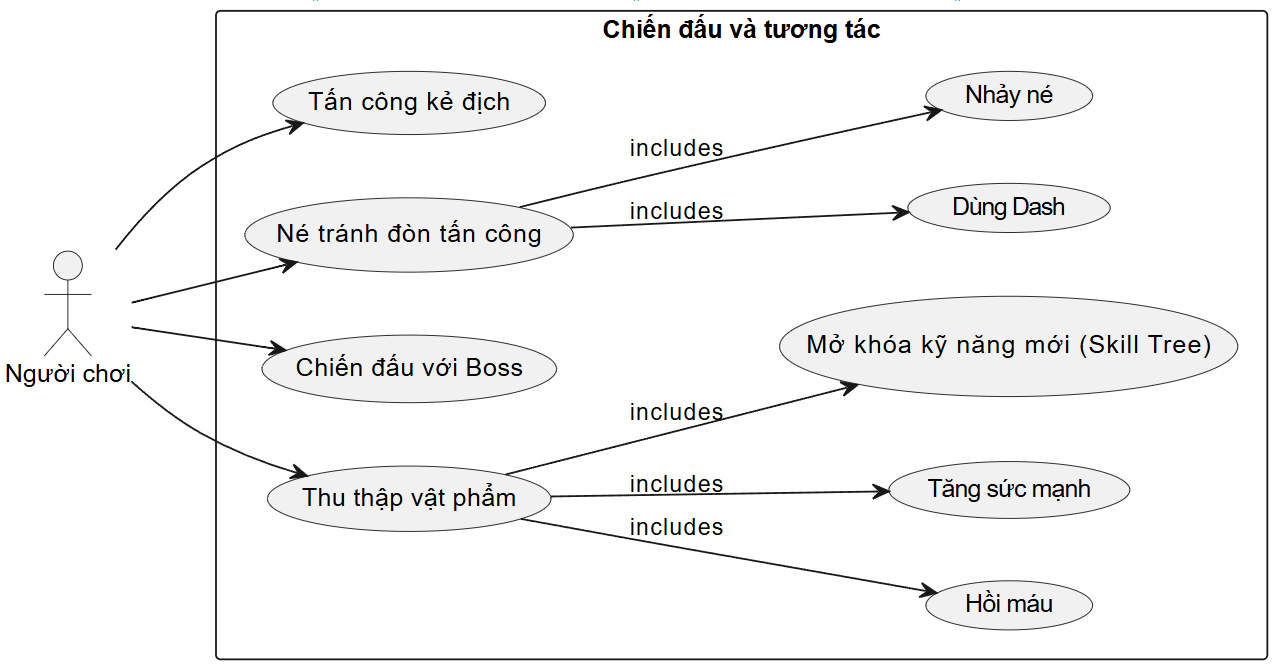 Chiến đấu và tương tác
Tấn công kẻ địch
Nhảy né
includes
Dùng Dash
includes
Né tránh đòn tấn công
Mở khóa kỹ năng mới (Skill Tree)
Chiến đấu với Boss
Người chơi
includes
includes
Tăng sức mạnh
Thu thập vật phẩm
includes
Hồi máu